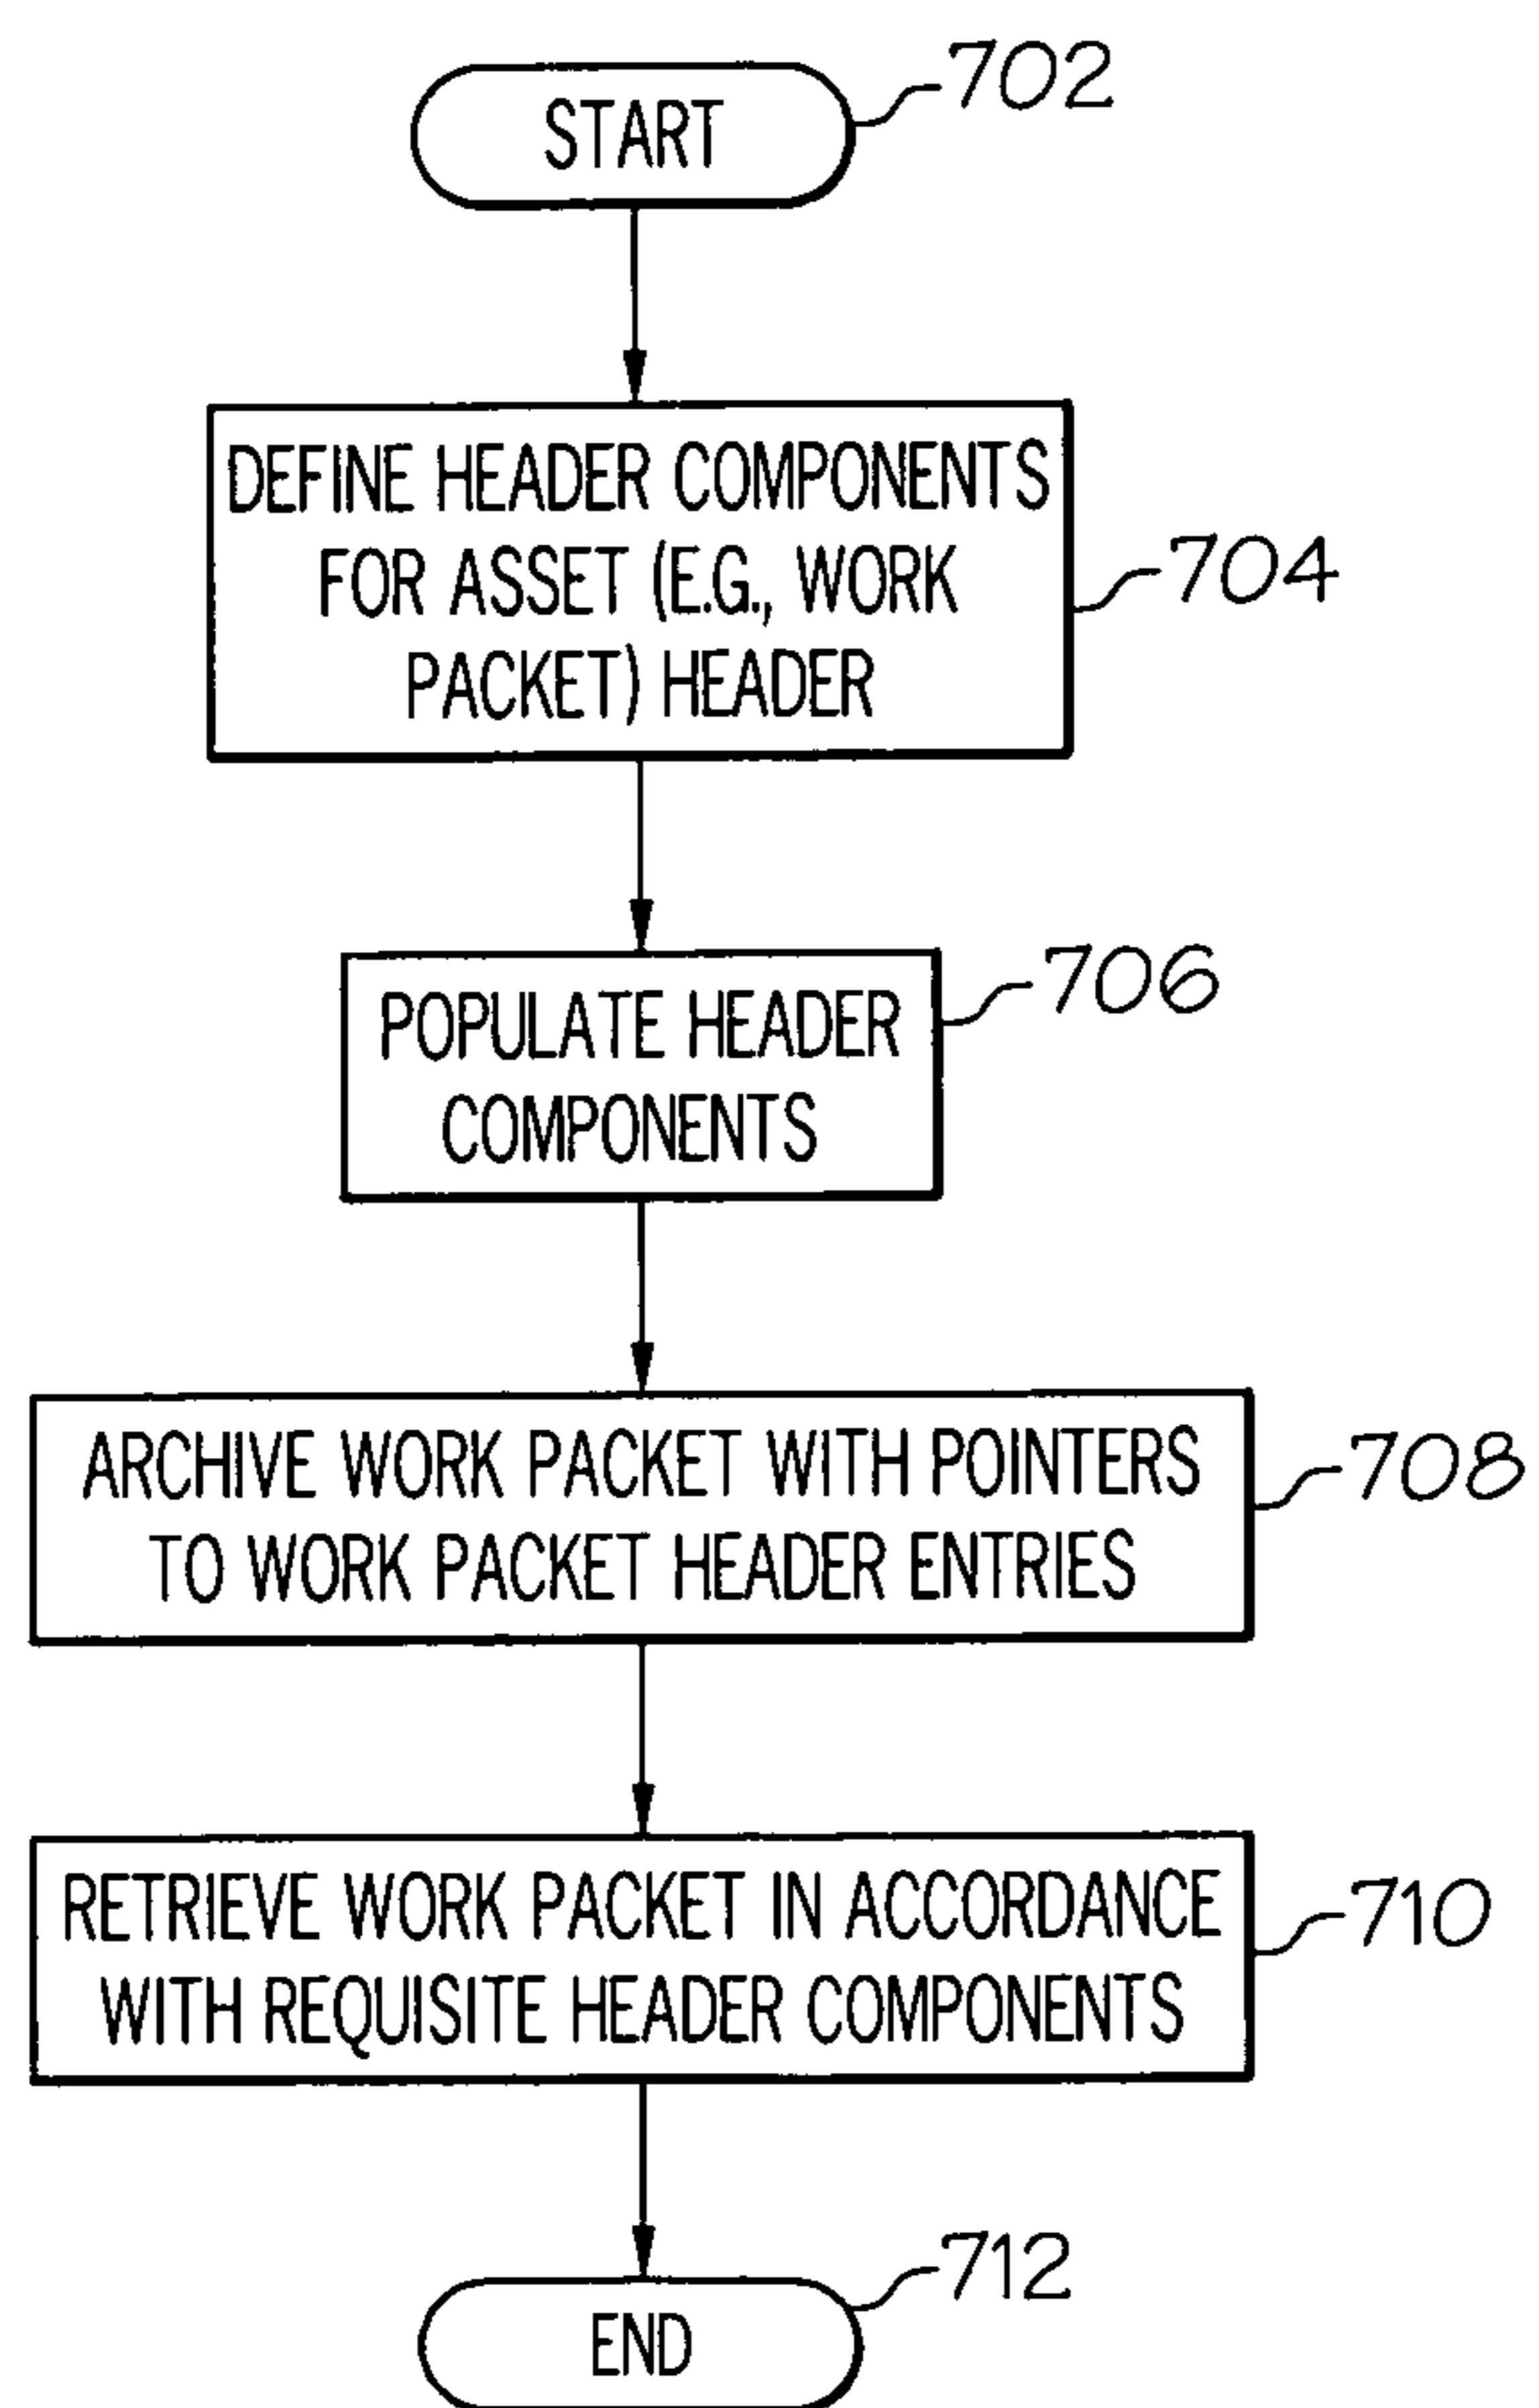 START
702
DEFINE HEADER COMPONENTS
FOR ASSET (E.G., WORK
PACKET) HEADER
704
POPULATE HEADER
COMPONENTS
706
ARCHIVE WORK PACKET WITH POINTERS
TO WORK PACKET HEADER ENTRIES
708
RETRIEVE WORK PACKET IN ACCORDANCE
WITH REQUISITE HEADER COMPONENTS
710
END
712